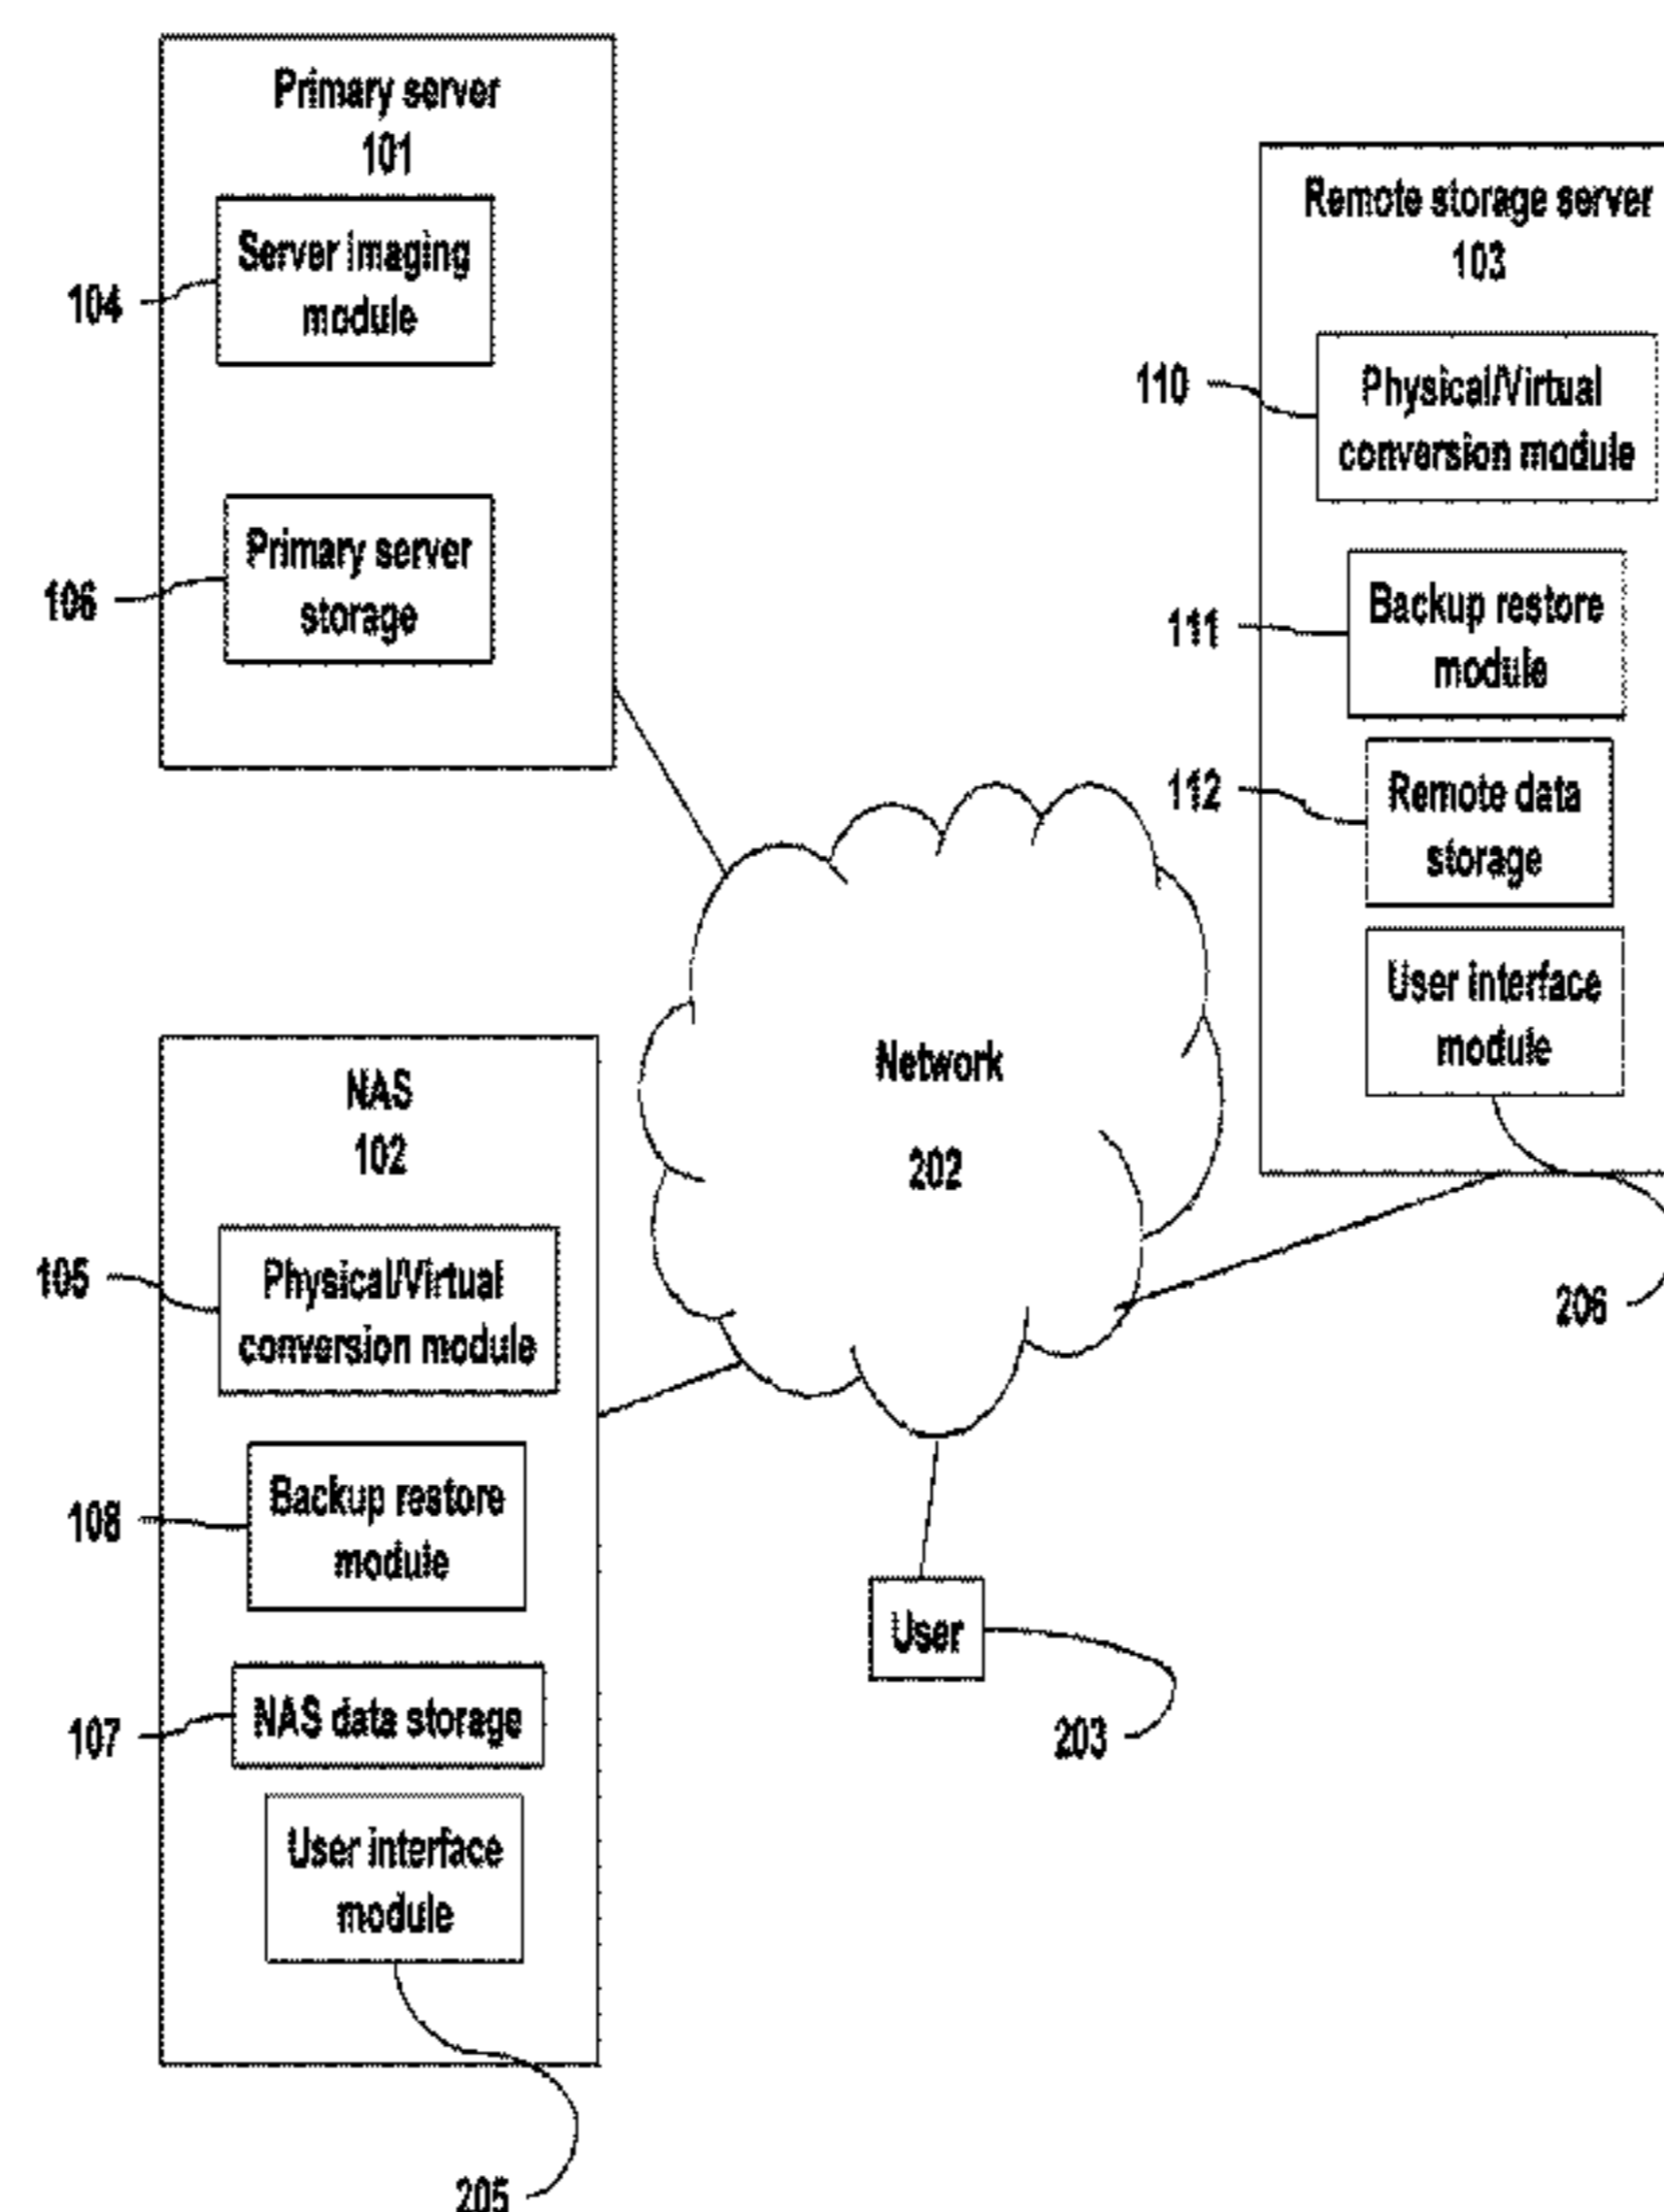 Primary server
101
Server imaging
module
104
Primary server
storage
106
Remote storage server
103
Physical/Virtual
conversion module
110
Backup restore
module
111
Remote data
storage
112
User interface
module
206
Network
202
NAS
102
Physical/Virtual
conversion module
105
Backup restore
module
108
NAS data storage
107
User interface
module
205
User
203